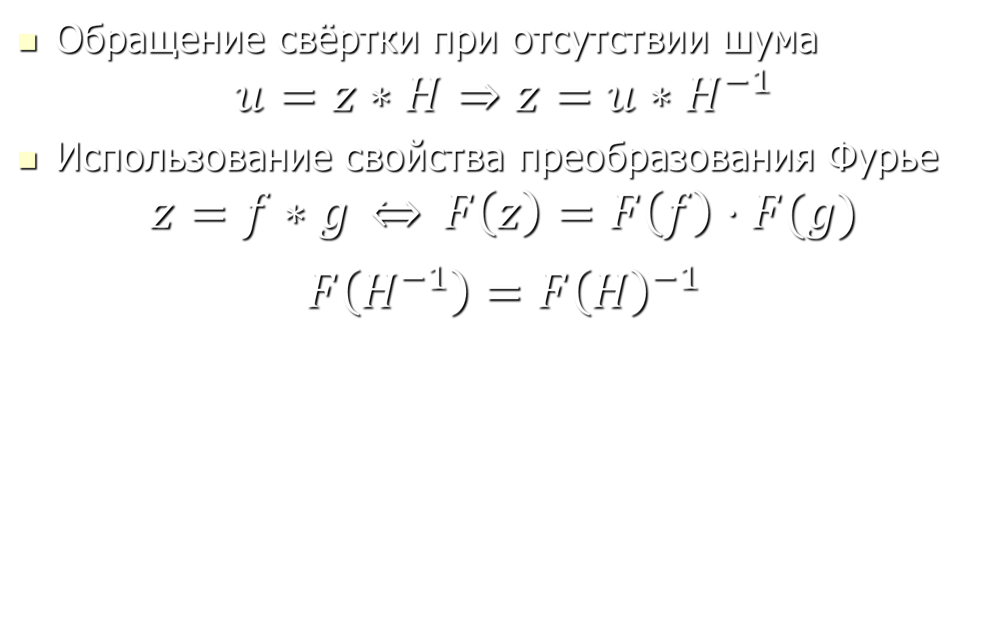 Обращение свёртки при отсутствии шума
𝑢 = 𝑧 ∗ 𝐻 ⇒ 𝑧 = 𝑢 ∗ 𝐻⁻¹
Использование свойства преобразования Фурье
𝑧 = 𝑓 ∗ 𝑔 ⇔ 𝐹(𝑧) = 𝐹(𝑓) · 𝐹(𝑔)
𝐹(𝐻⁻¹) = 𝐹(𝐻)⁻¹